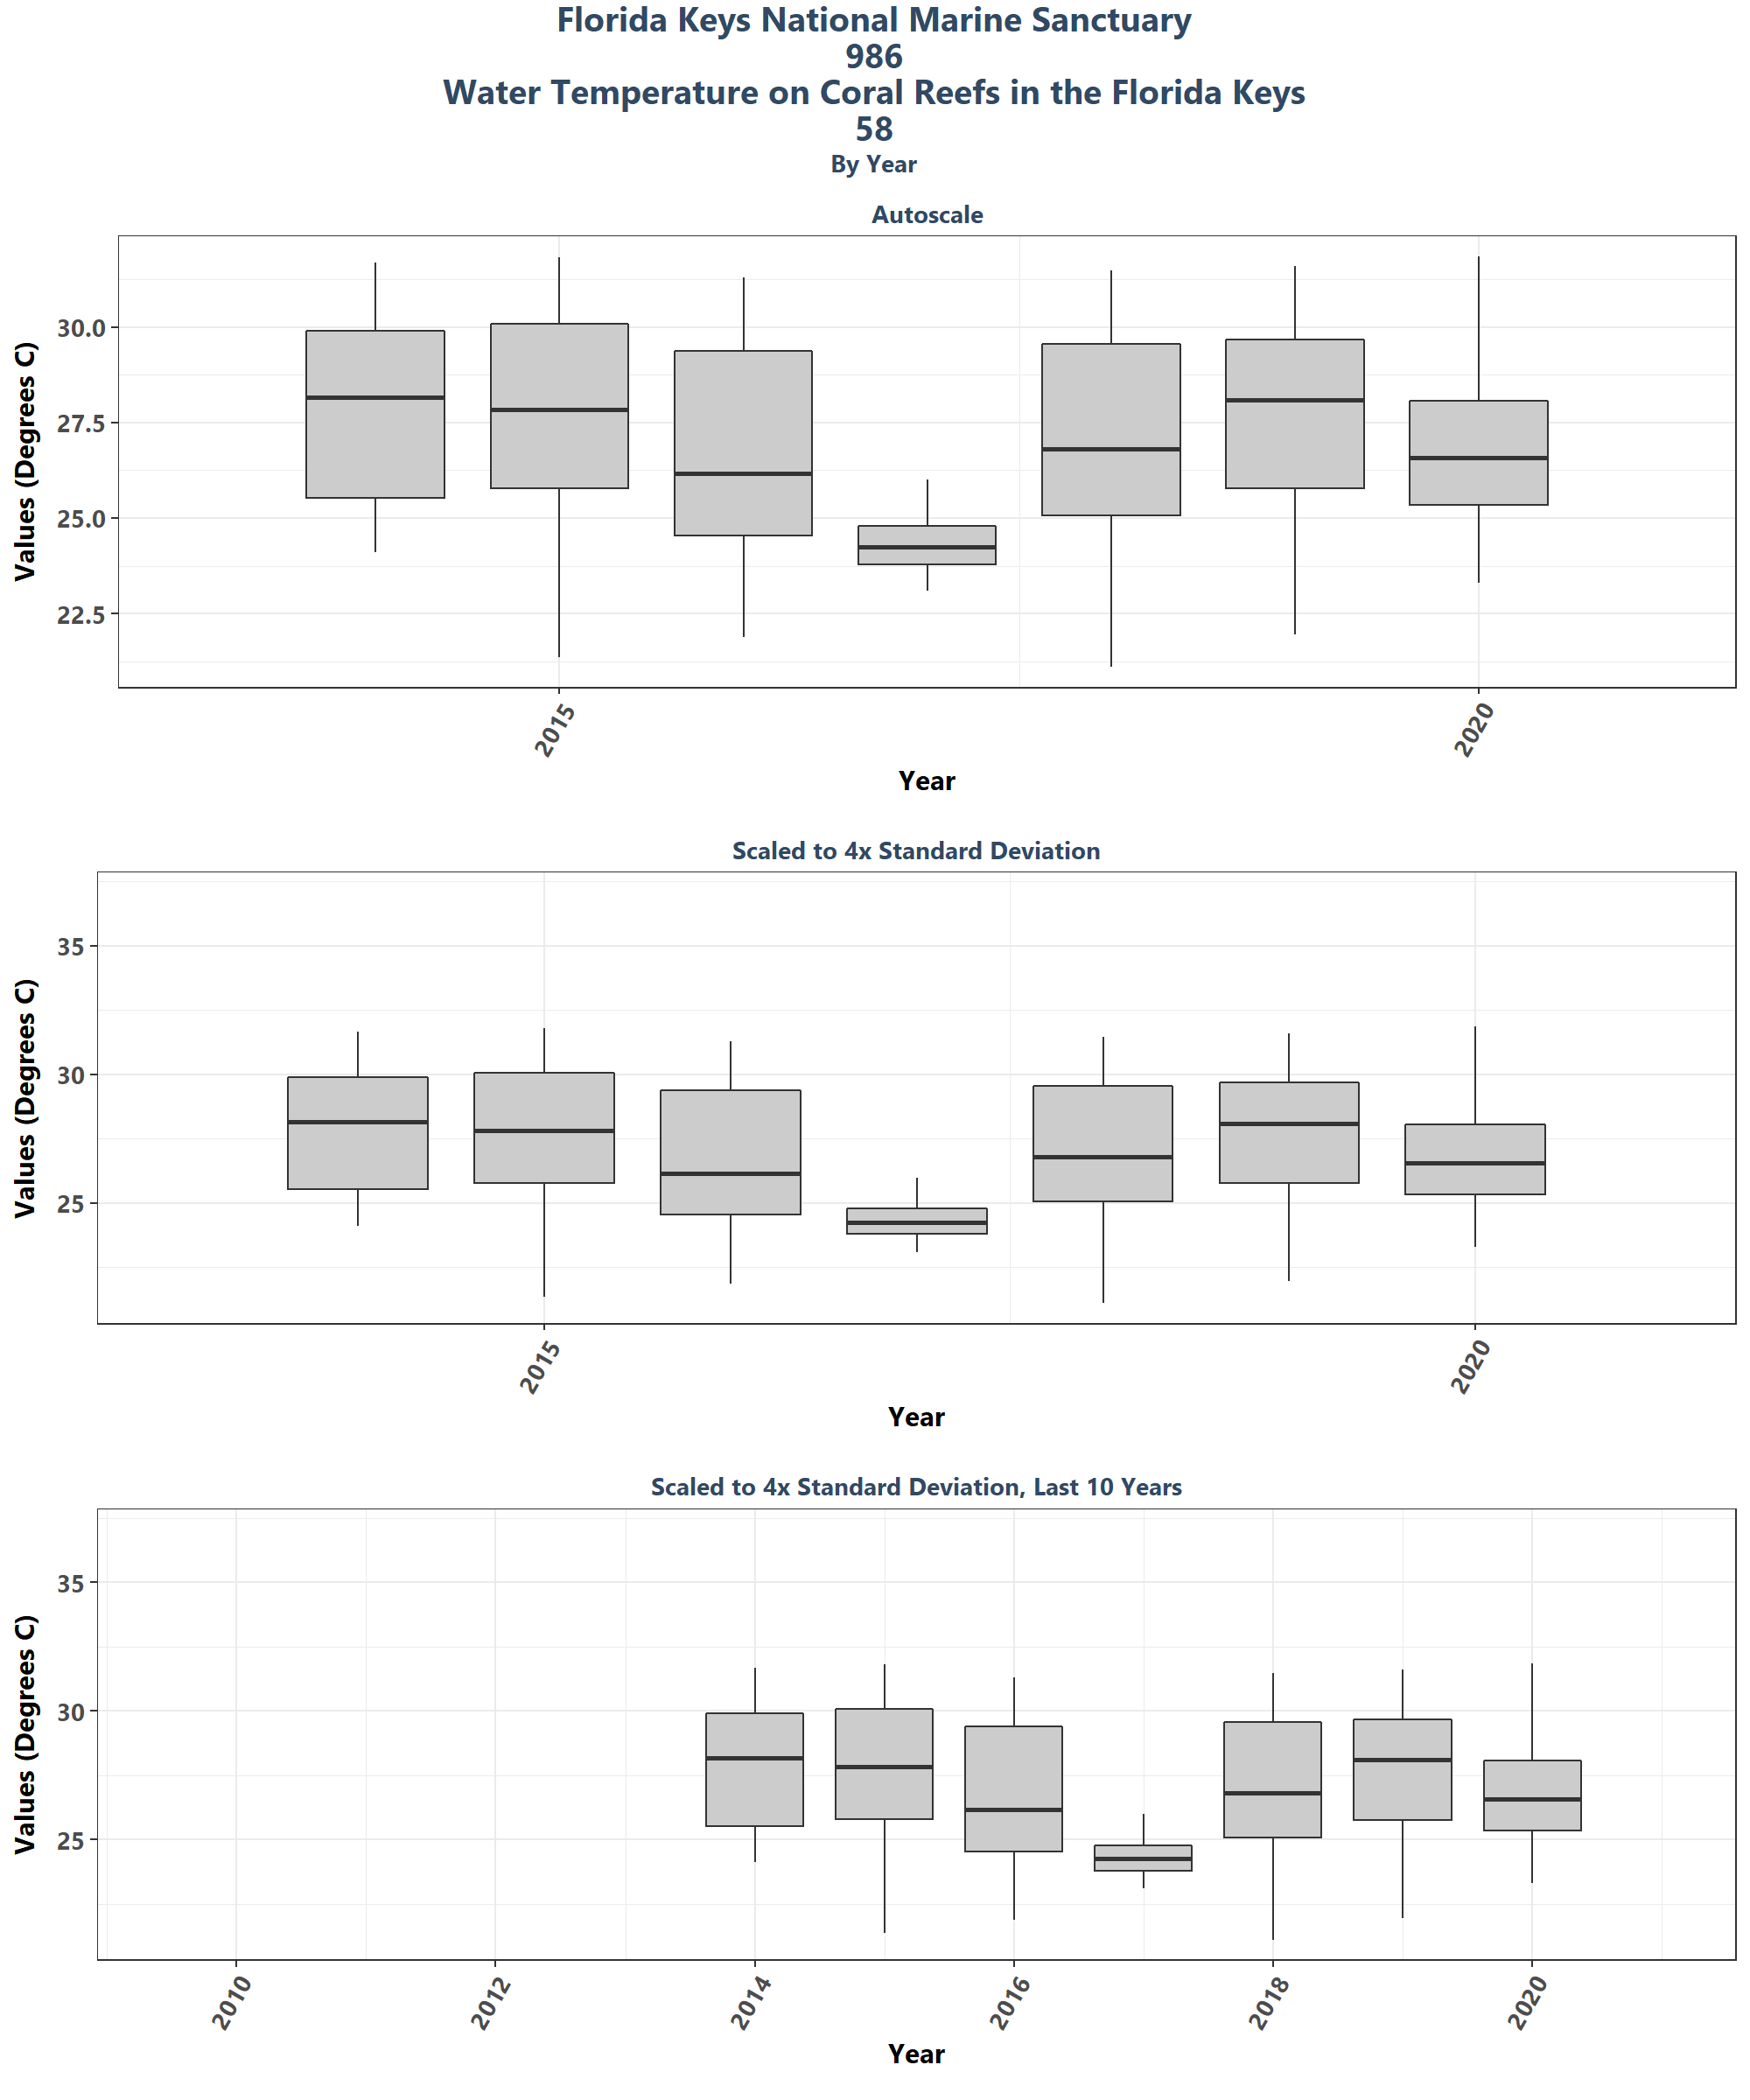 Florida Keys National Marine Sanctuary
986
Water Temperature on Coral Reefs in the Florida Keys
58
By Year
Autoscale
Values (Degrees C)
30.0
27.5
25.0
22.5
2015
2020
Year
Scaled to 4x Standard Deviation
Values (Degrees C)
35
30
25
2015
2020
Year
Scaled to 4x Standard Deviation, Last 10 Years
Values (Degrees C)
35
30
25
2010
2012
2014
2016
2018
2020
Year